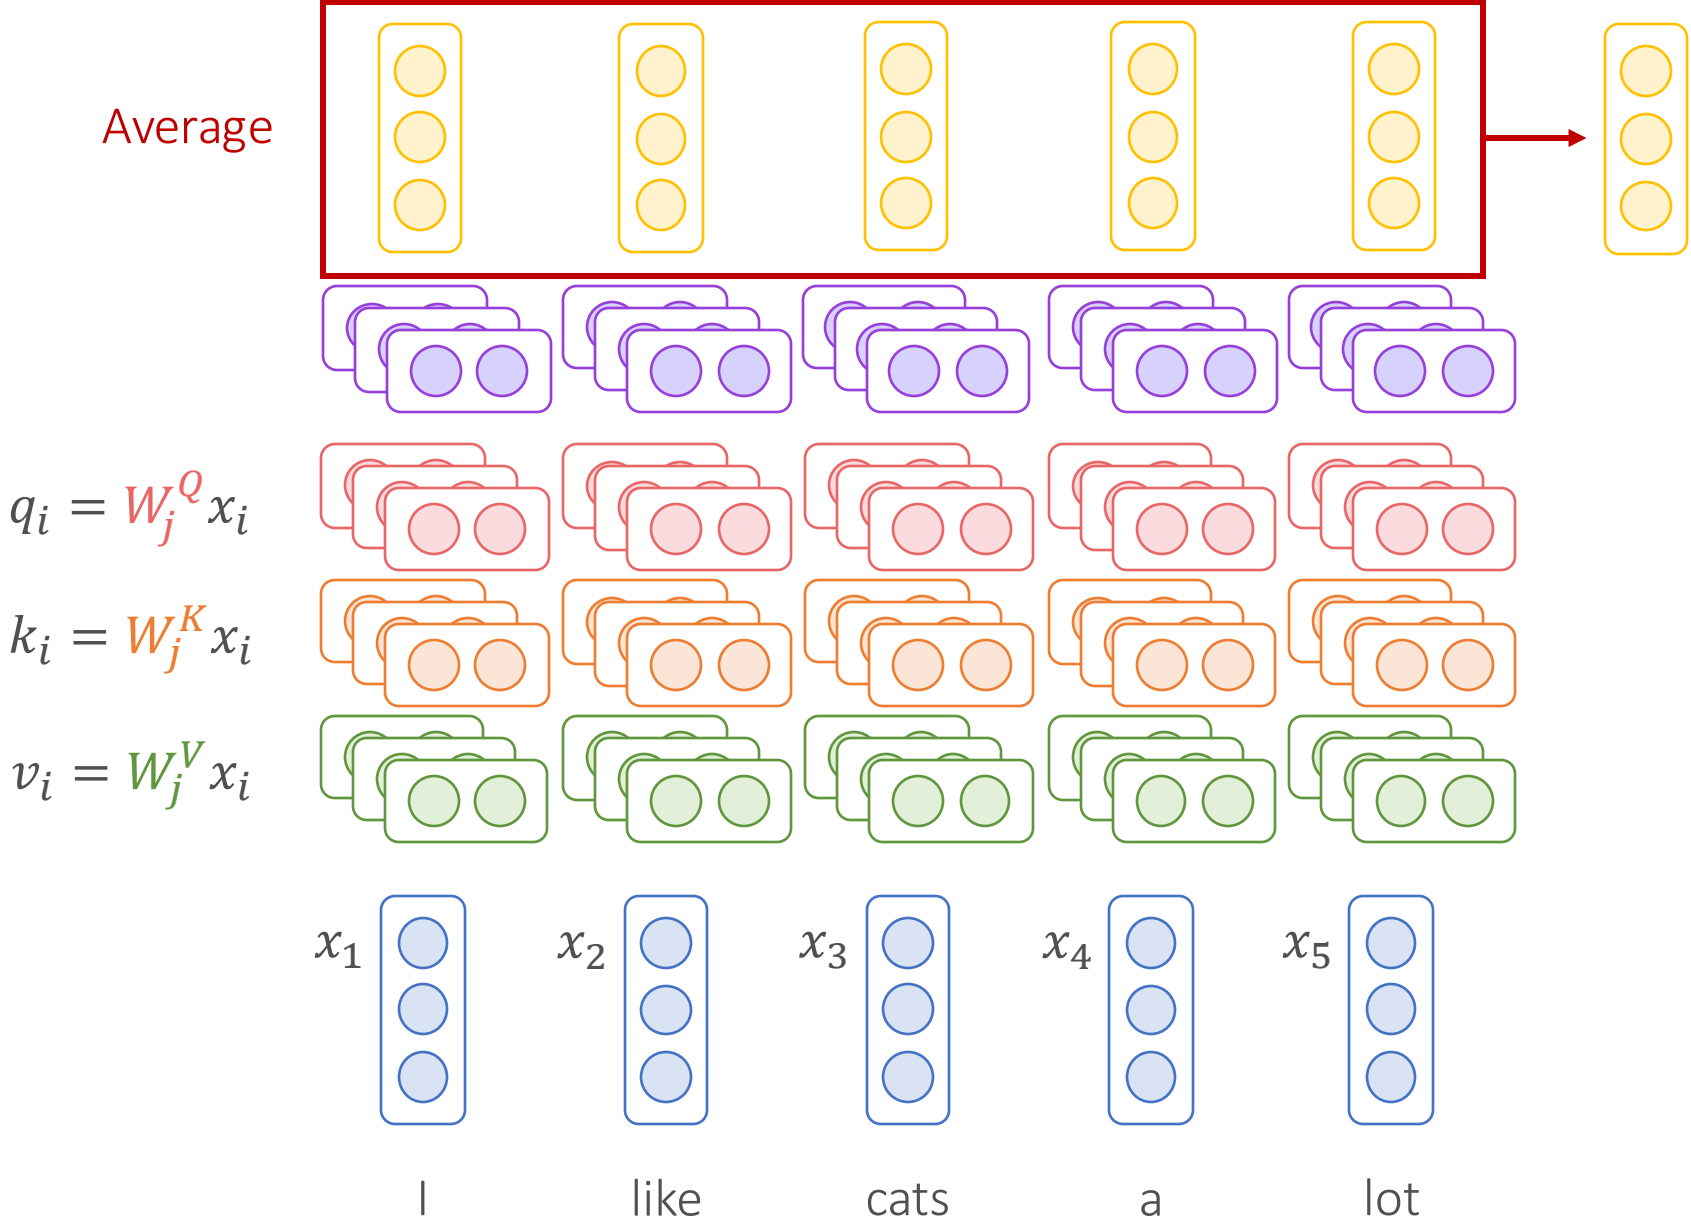 Average
q_i = W_j^Q x_i
k_i = W_j^K x_i
v_i = W_j^V x_i
x_1 x_2 x_3 x_4 x_5
I like cats a lot